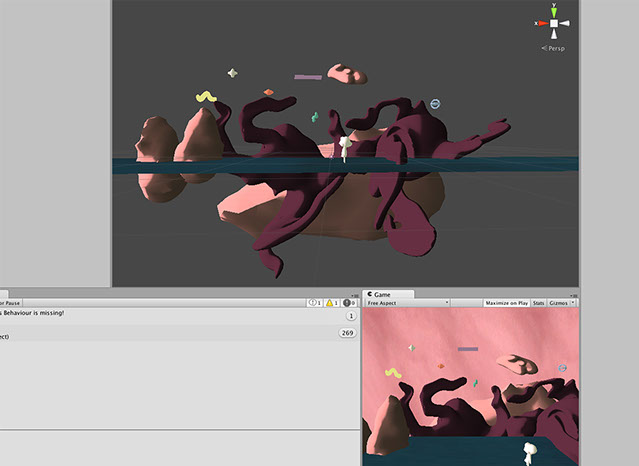 y
x
Persp
or Pause
1
1
0
s Behaviour is missing!
1
ect)
269
Game
Free Aspect
Maximize on Play
Stats
Gizmos